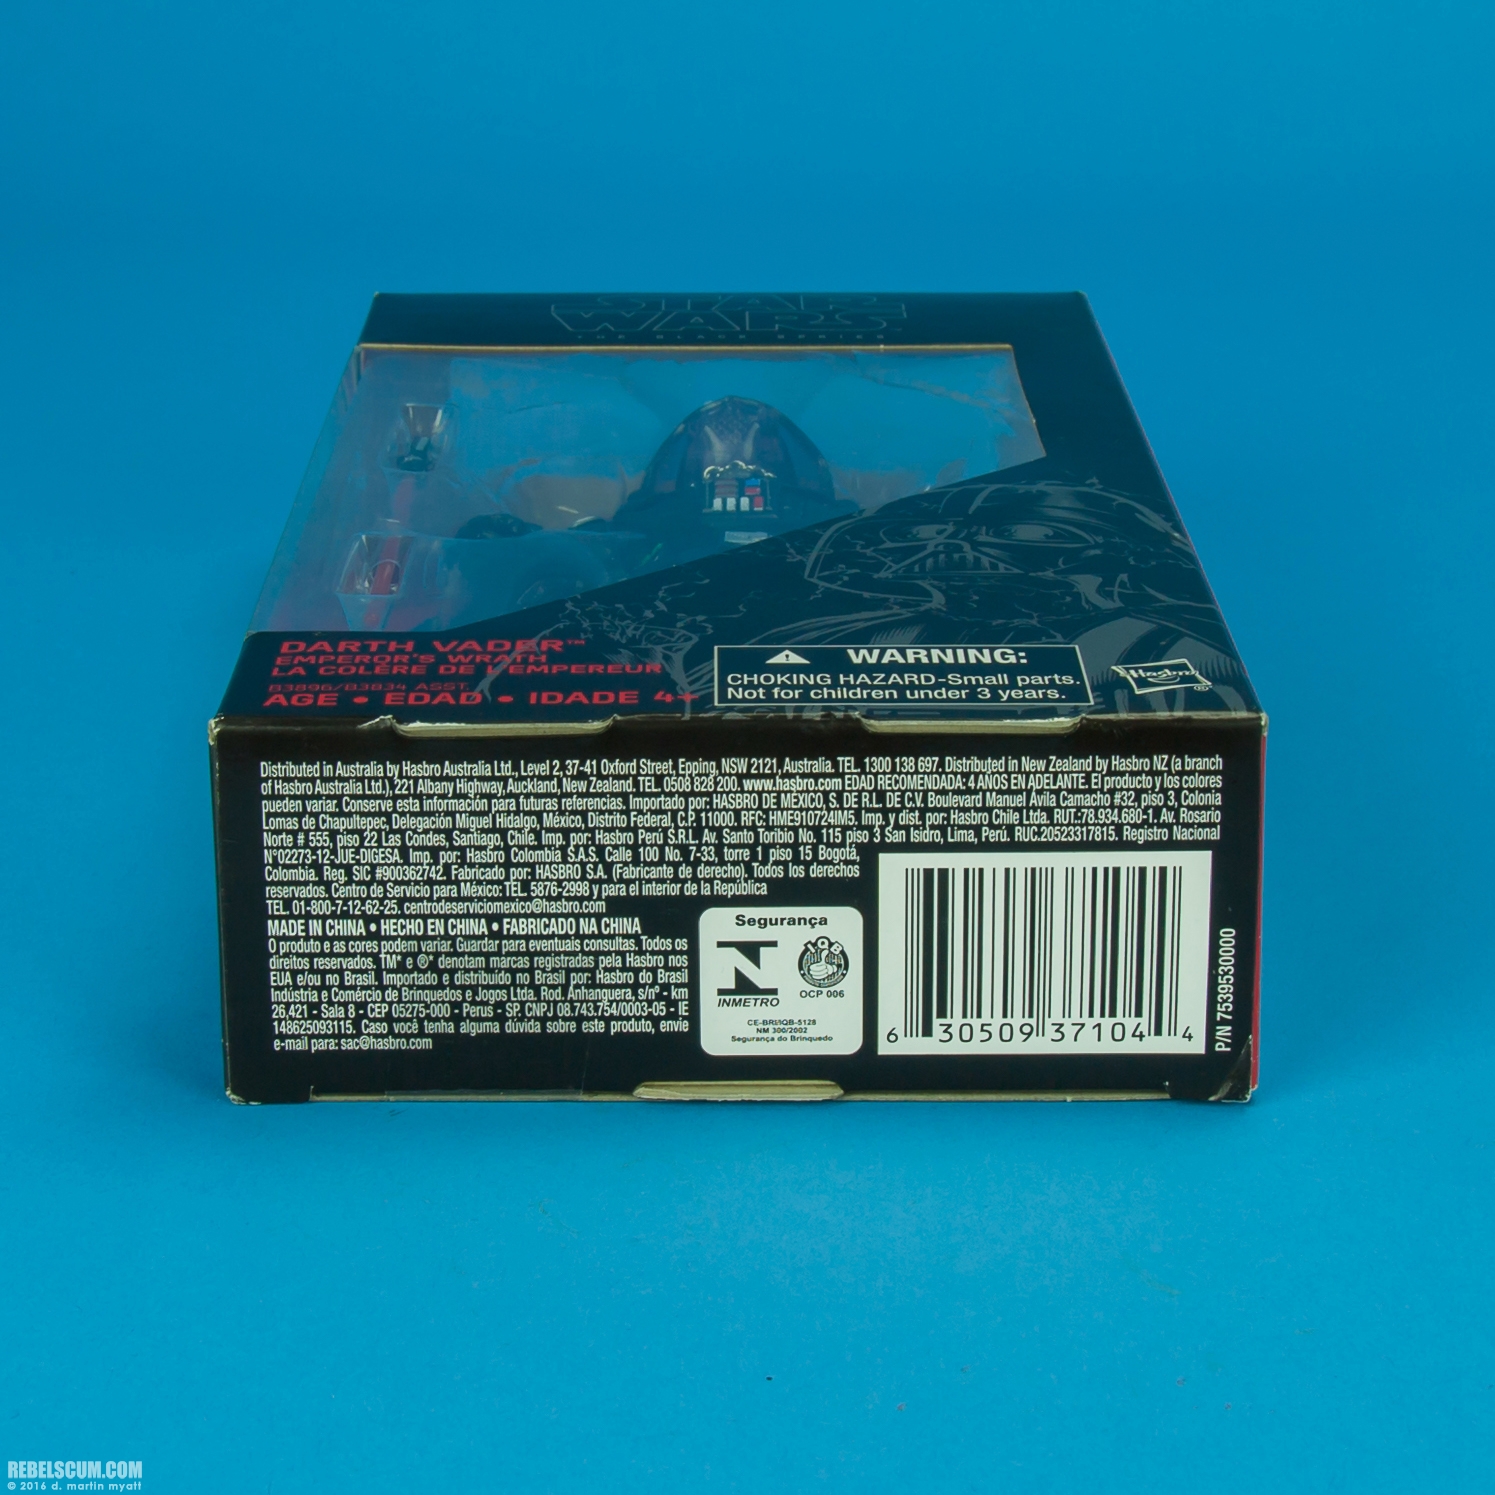 STAR
WARS
THE BLACK SERIES
DARTH VADER™
EMPEROR'S WRATH
LA COLÈRE DE L'EMPEREUR
B3896/B3834 ASST.
AGE • EDAD • IDADE 4+
WARNING:
CHOKING HAZARD-Small parts.
Not for children under 3 years.
Hasbro®
Distributed in Australia by Hasbro Australia Ltd., Level 2, 37-41 Oxford Street, Epping, NSW 2121, Australia. TEL. 1300 138 697. Distributed in New Zealand by Hasbro NZ (a branch
of Hasbro Australia Ltd.), 221 Albany Highway, Auckland, New Zealand. TEL. 0508 828 200. www.hasbro.com EDAD RECOMENDADA: 4 AÑOS EN ADELANTE. El producto y los colores
pueden variar. Conserve esta información para futuras referencias. Importado por: HASBRO DE MÉXICO, S. DE R.L. DE C.V. Boulevard Manuel Ávila Camacho #32, piso 3, Colonia
Lomas de Chapultepec, Delegación Miguel Hidalgo, México, Distrito Federal, C.P. 11000. RFC: HME910724IM5. Imp. y dist. por: Hasbro Chile Ltda. RUT.:78.934.680-1. Av. Rosario
Norte # 555, piso 22 Las Condes, Santiago, Chile. Imp. por: Hasbro Perú S.R.L. Av. Santo Toribio No. 115 piso 3 San Isidro, Lima, Perú. RUC.20523317815. Registro Nacional
N°02273-12-JUE-DIGESA. Imp. por: Hasbro Colombia S.A.S. Calle 100 No. 7-33, torre 1 piso 15 Bogotá,
Colombia. Reg. SIC #900362742. Fabricado por: HASBRO S.A. (Fabricante de derecho). Todos los derechos
reservados. Centro de Servicio para México: TEL. 5876-2998 y para el interior de la República
TEL. 01-800-7-12-62-25. centrodeserviciomexico@hasbro.com
MADE IN CHINA • HECHO EN CHINA • FABRICADO NA CHINA
O produto e as cores podem variar. Guardar para eventuais consultas. Todos os
direitos reservados. TM* e ®* denotam marcas registradas pela Hasbro nos
EUA e/ou no Brasil. Importado e distribuído no Brasil por: Hasbro do Brasil
Indústria e Comércio de Brinquedos e Jogos Ltda. Rod. Anhanguera, s/nº - km
26,421 - Sala 8 - CEP 05275-000 - Perus - SP. CNPJ 08.743.754/0003-05 - IE
148625093115. Caso você tenha alguma dúvida sobre este produto, envie
e-mail para: sac@hasbro.com
Segurança
IQB
INMETRO
OCP 006
CE-BRI/IQB-5128
NM 300/2002
Segurança do Brinquedo
6 30509 37104 4
P/N 7539530000
REBELSCUM.COM
© 2016 d. martin myatt